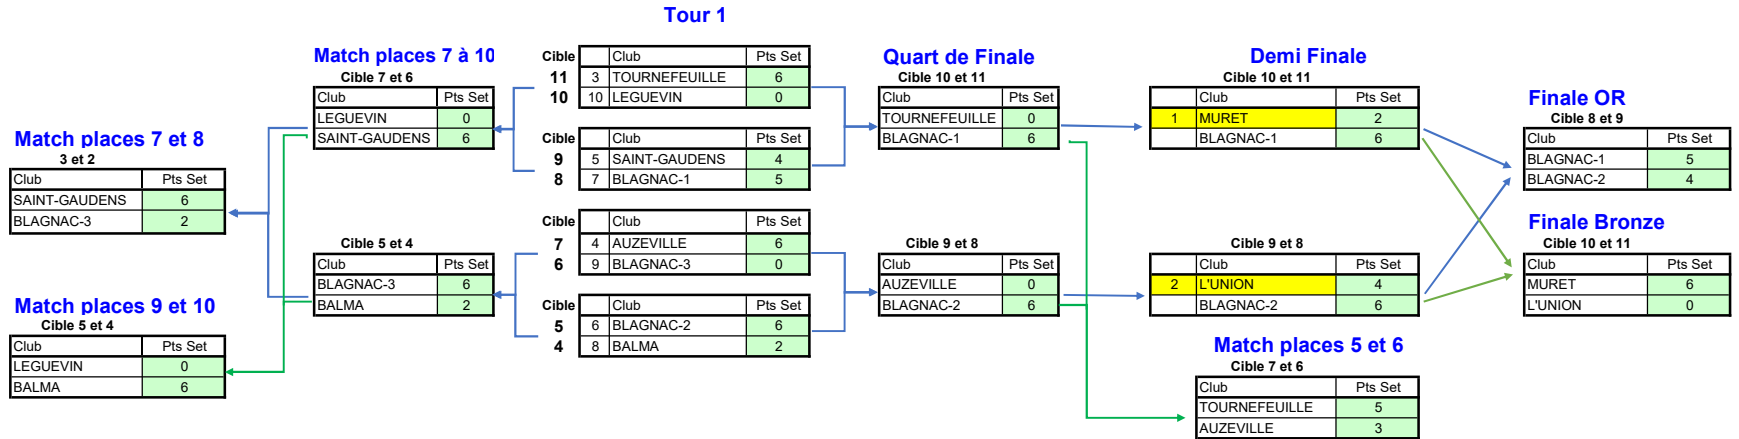 Tour 1
Match places 7 à 10
Cible 7 et 6
Club Pts Set
LEGUEVIN 0
SAINT-GAUDENS 6
Cible 5 et 4
Club Pts Set
BLAGNAC-3 6
BALMA 2
Match places 7 et 8
3 et 2
Club Pts Set
SAINT-GAUDENS 6
BLAGNAC-3 2
Match places 9 et 10
Cible 5 et 4
Club Pts Set
LEGUEVIN 0
BALMA 6
Cible Club Pts Set
11 3 TOURNEFEUILLE 6
10 10 LEGUEVIN 0
Cible Club Pts Set
9 5 SAINT-GAUDENS 4
8 7 BLAGNAC-1 5
Cible Club Pts Set
7 4 AUZEVILLE 6
6 9 BLAGNAC-3 0
Cible Club Pts Set
5 6 BLAGNAC-2 6
4 8 BALMA 2
Quart de Finale
Cible 10 et 11
Club Pts Set
TOURNEFEUILLE 0
BLAGNAC-1 6
Cible 9 et 8
Club Pts Set
AUZEVILLE 0
BLAGNAC-2 6
Demi Finale
Cible 10 et 11
Club Pts Set
1 MURET 2
BLAGNAC-1 6
Cible 9 et 8
Club Pts Set
2 L'UNION 4
BLAGNAC-2 6
Match places 5 et 6
Cible 7 et 6
Club Pts Set
TOURNEFEUILLE 5
AUZEVILLE 3
Finale OR
Cible 8 et 9
Club Pts Set
BLAGNAC-1 5
BLAGNAC-2 4
Finale Bronze
Cible 10 et 11
Club Pts Set
MURET 6
L'UNION 0